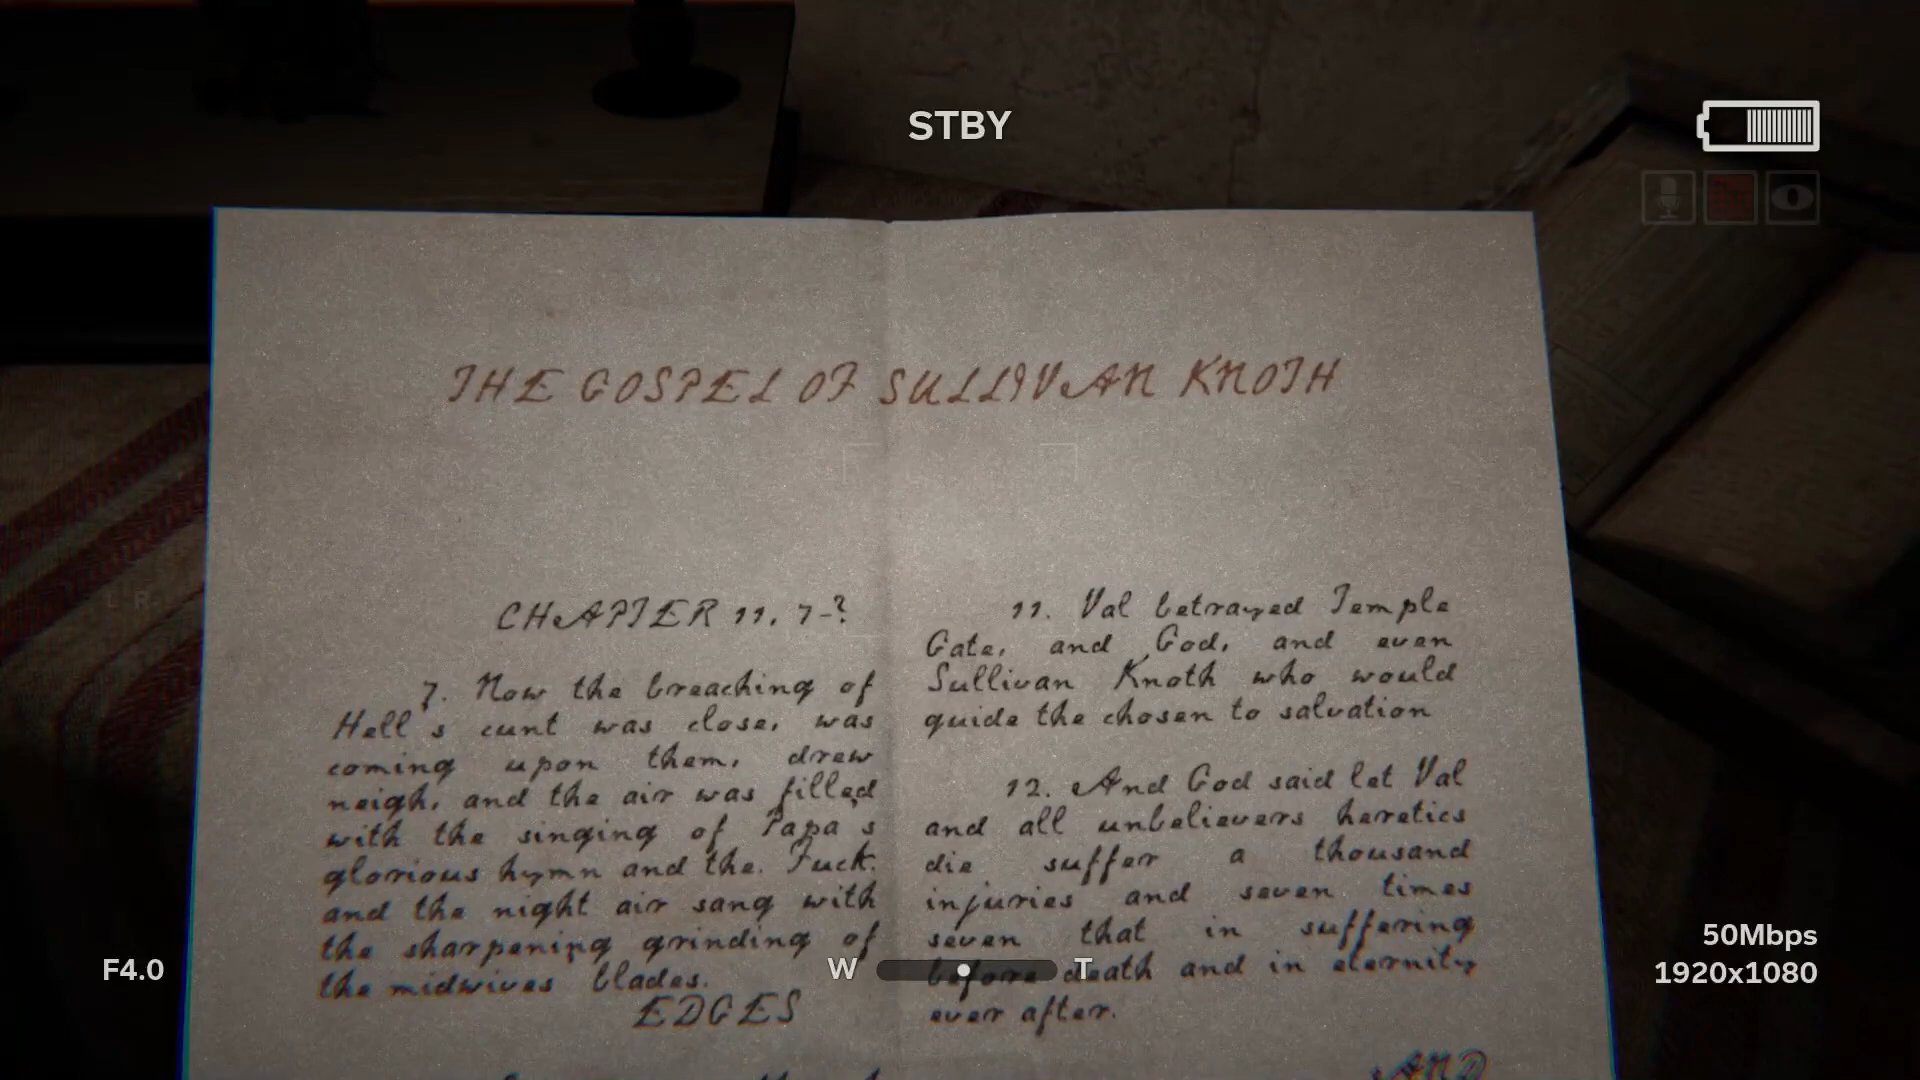 STBY
THE GOSPEL OF SULLIVAN KNOTH
CHAPTER 11. 7-?
7. Now the breaching of
Hell s cunt was close, was
coming upon them, drew
neigh, and the air was filled
with the singing of Papa s
glorious hymn and the. Fuck.
and the night air sang with
the sharpening grinding of
the midwives blades.
EDGES
11. Val betrayed Temple
Gate, and God, and even
Sullivan Knoth who would
guide the chosen to salvation
12. And God said let Val
and all unbelievers heretics
die suffer a thousand
injuries and seven times
seven that in suffering
before death and in eternity
ever after.
AND
L R
F4.0
W T
50Mbps
1920x1080